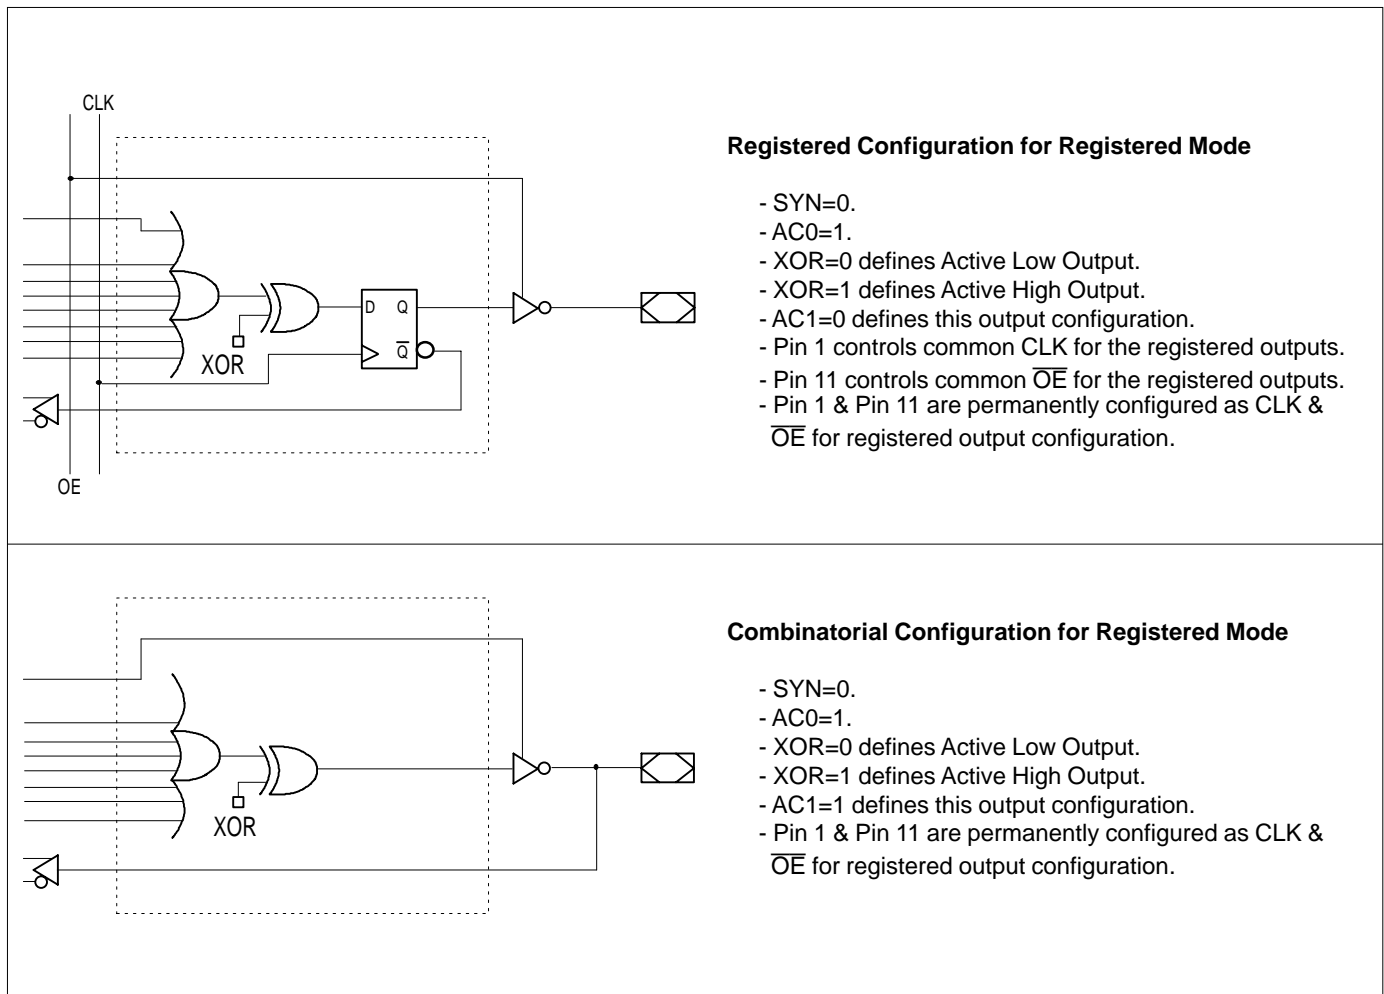 CLK
D Q
Q̅
XOR
OE
Registered Configuration for Registered Mode
- SYN=0.
- AC0=1.
- XOR=0 defines Active Low Output.
- XOR=1 defines Active High Output.
- AC1=0 defines this output configuration.
- Pin 1 controls common CLK for the registered outputs.
- Pin 11 controls common O̅E̅ for the registered outputs.
- Pin 1 & Pin 11 are permanently configured as CLK &
O̅E̅ for registered output configuration.
XOR
Combinatorial Configuration for Registered Mode
- SYN=0.
- AC0=1.
- XOR=0 defines Active Low Output.
- XOR=1 defines Active High Output.
- AC1=1 defines this output configuration.
- Pin 1 & Pin 11 are permanently configured as CLK &
O̅E̅ for registered output configuration.